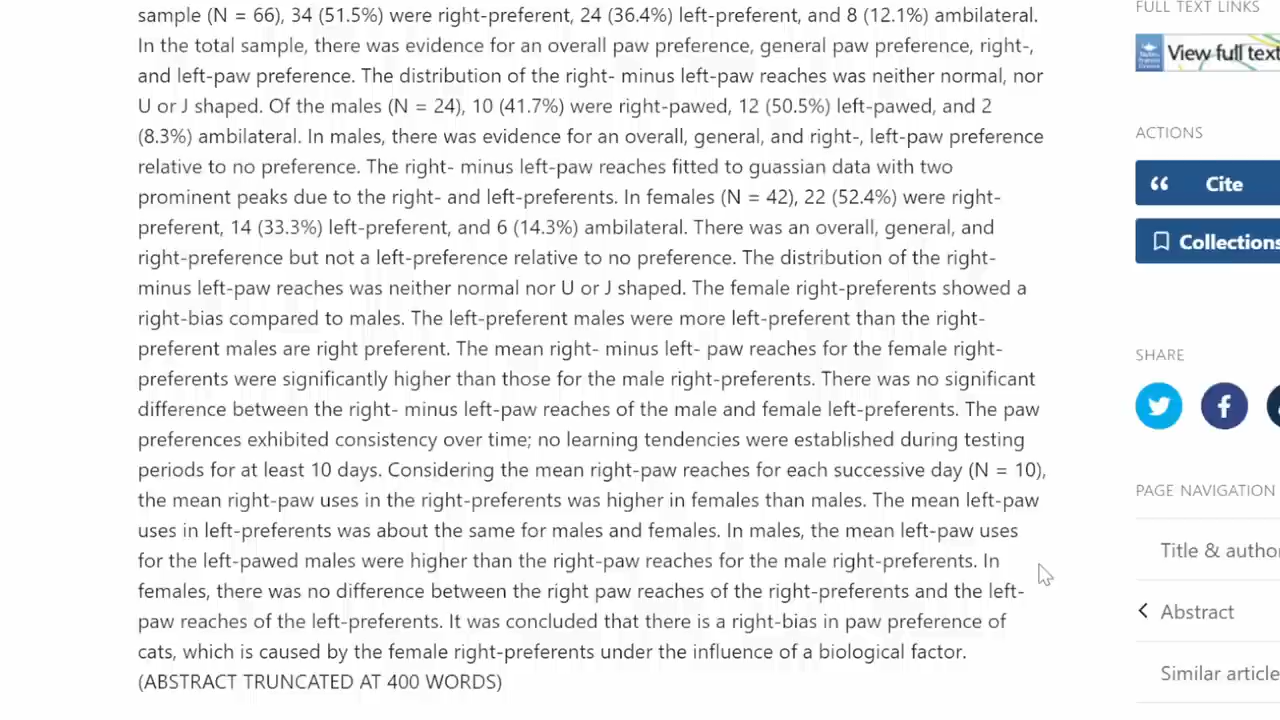 sample (N = 66), 34 (51.5%) were right-preferent, 24 (36.4%) left-preferent, and 8 (12.1%) ambilateral.
In the total sample, there was evidence for an overall paw preference, general paw preference, right-,
and left-paw preference. The distribution of the right- minus left-paw reaches was neither normal, nor
U or J shaped. Of the males (N = 24), 10 (41.7%) were right-pawed, 12 (50.5%) left-pawed, and 2
(8.3%) ambilateral. In males, there was evidence for an overall, general, and right-, left-paw preference
relative to no preference. The right- minus left-paw reaches fitted to guassian data with two
prominent peaks due to the right- and left-preferents. In females (N = 42), 22 (52.4%) were right-
preferent, 14 (33.3%) left-preferent, and 6 (14.3%) ambilateral. There was an overall, general, and
right-preference but not a left-preference relative to no preference. The distribution of the right-
minus left-paw reaches was neither normal nor U or J shaped. The female right-preferents showed a
right-bias compared to males. The left-preferent males were more left-preferent than the right-
preferent males are right preferent. The mean right- minus left- paw reaches for the female right-
preferents were significantly higher than those for the male right-preferents. There was no significant
difference between the right- minus left-paw reaches of the male and female left-preferents. The paw
preferences exhibited consistency over time; no learning tendencies were established during testing
periods for at least 10 days. Considering the mean right-paw reaches for each successive day (N = 10),
the mean right-paw uses in the right-preferents was higher in females than males. The mean left-paw
uses in left-preferents was about the same for males and females. In males, the mean left-paw uses
for the left-pawed males were higher than the right-paw reaches for the male right-preferents. In
females, there was no difference between the right paw reaches of the right-preferents and the left-
paw reaches of the left-preferents. It was concluded that there is a right-bias in paw preference of
cats, which is caused by the female right-preferents under the influence of a biological factor.
(ABSTRACT TRUNCATED AT 400 WORDS)
FULL TEXT LINKS
View full text
ACTIONS
Cite
Collections
SHARE
PAGE NAVIGATION
Title & autho
Abstract
Similar article